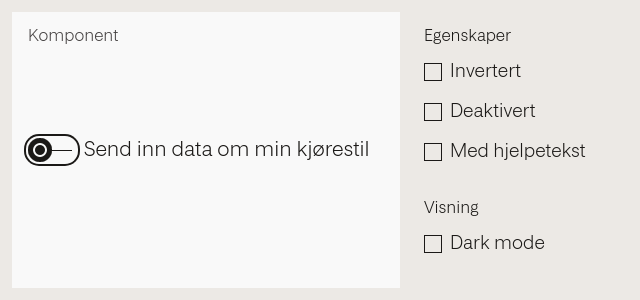 Komponent
Send inn data om min kjørestil
Egenskaper
Invertert
Deaktivert
Med hjelpetekst
Visning
Dark mode